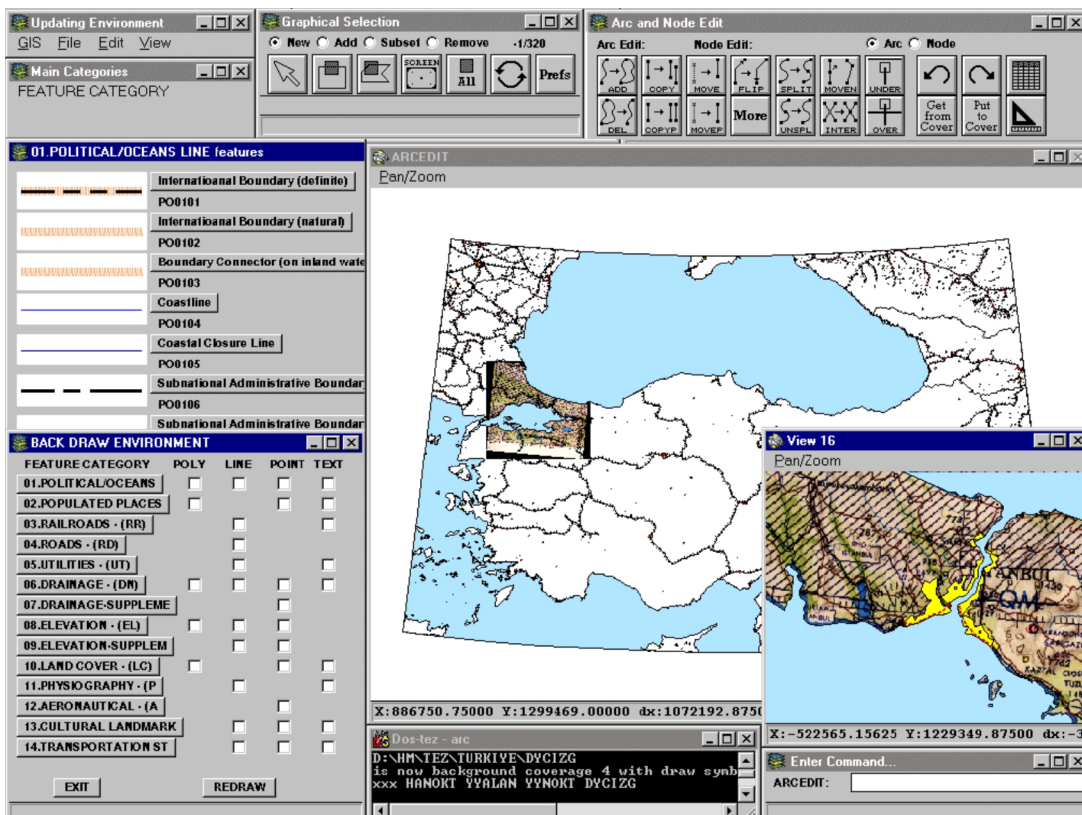 Updating Environment
GIS File Edit View
Main Categories
FEATURE CATEGORY
Graphical Selection
New Add Subset Remove -1/320
SCREEN
All
Prefs
Arc and Node Edit
Arc Edit: Node Edit: Arc Node
ADD COPY MOVE FLIP SPLIT MOVEN UNDER
DEL COPYP MOVEP More UNSPL INTER OVER
Get from Cover
Put to Cover
01.POLITICAL/OCEANS LINE features
Internatioanal Boundary (definite)
PO0101
Internatioanal Boundary (natural)
PO0102
Boundary Connector (on inland wate
PO0103
Coastline
PO0104
Coastal Closure Line
PO0105
Subnational Administrative Boundar
PO0106
Subnational Administrative Boundar
BACK DRAW ENVIRONMENT
FEATURE CATEGORY POLY LINE POINT TEXT
01.POLITICAL/OCEANS
02.POPULATED PLACES
03.RAILROADS - (RR)
04.ROADS - (RD)
05.UTILITIES - (UT)
06.DRAINAGE - (DN)
07.DRAINAGE-SUPPLEME
08.ELEVATION - (EL)
09.ELEVATION-SUPPLEM
10.LAND COVER - (LC)
11.PHYSIOGRAPHY - (P
12.AERONAUTICAL - (A
13.CULTURAL LANDMARK
14.TRANSPORTATION ST
EXIT REDRAW
ARCEDIT
Pan/Zoom
X:886750.75000 Y:1299469.00000 dx:1072192.8750
View 16
Pan/Zoom
ISTANBUL
ANBUL
QM
KARTAL
X:-522565.15625 Y:1229349.87500 dx:-3
Dos-tez - arc
D:\HM\TEZ\TURKIYE\DYCIZG
is now background coverage 4 with draw symb
xxx HANOKT YYALAN YYNOKT DYCIZG
Enter Command...
ARCEDIT: